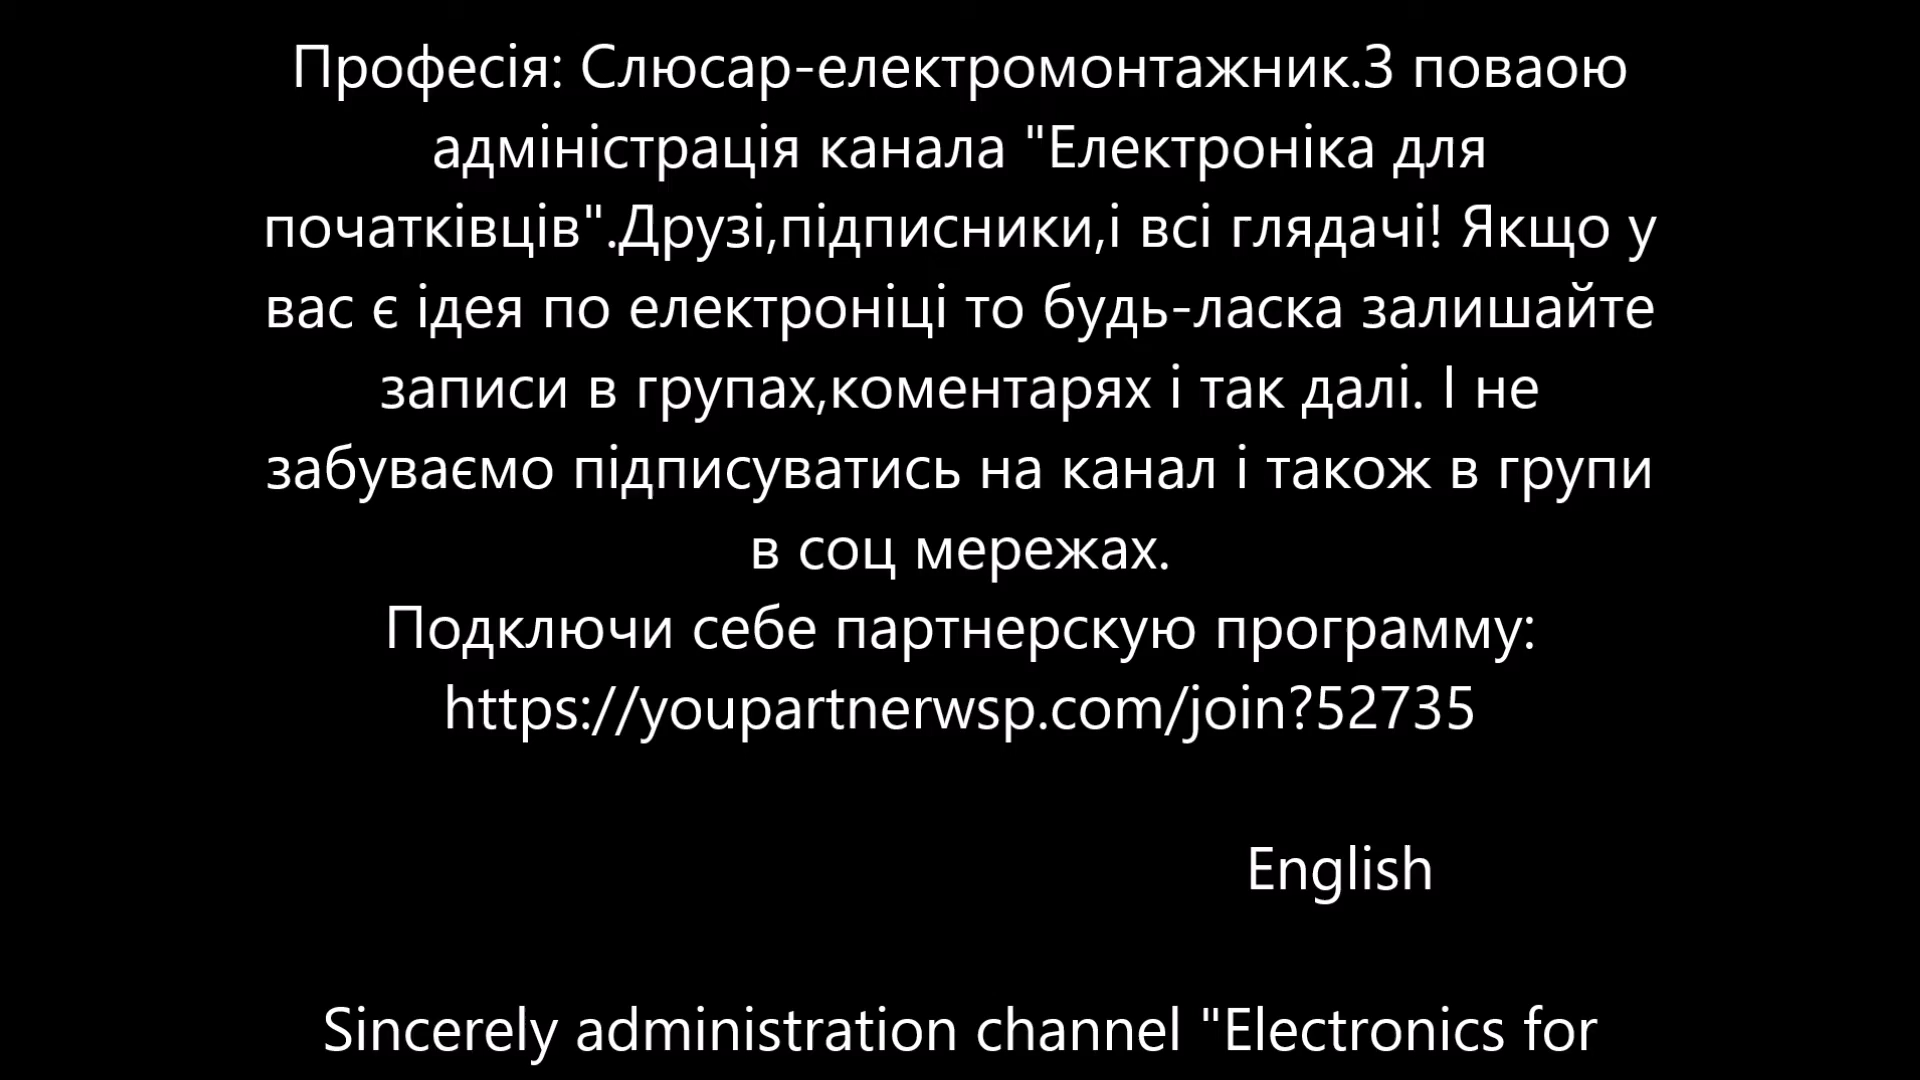 Професія: Слюсар-електромонтажник.З поваою
адміністрація канала "Електроніка для
початківців".Друзі,підписники,і всі глядачі! Якщо у
вас є ідея по електроніці то будь-ласка залишайте
записи в групах,коментарях і так далі. І не
забуваємо підписуватись на канал і також в групи
в соц мережах.
Подключи себе партнерскую программу:
https://youpartnerwsp.com/join?52735
English
Sincerely administration channel "Electronics for